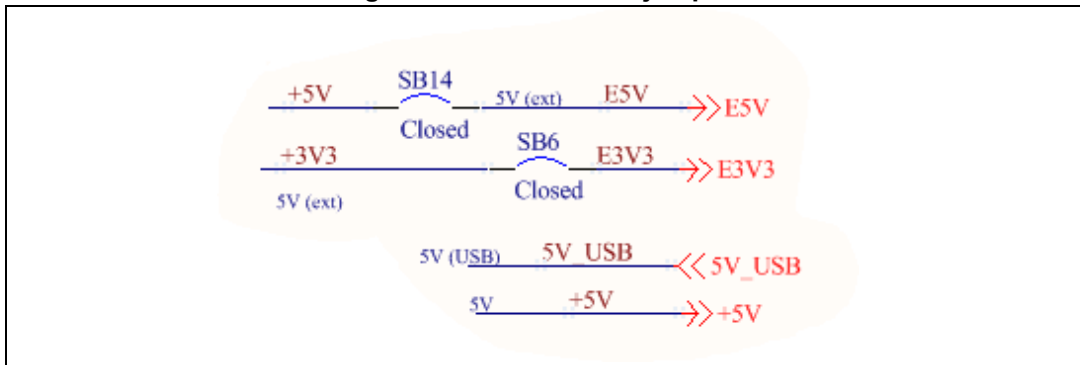 +5V SB14 5V (ext) E5V E5V
Closed
+3V3 SB6 E3V3 E3V3
Closed
5V (ext)
5V (USB) 5V_USB 5V_USB
5V +5V +5V